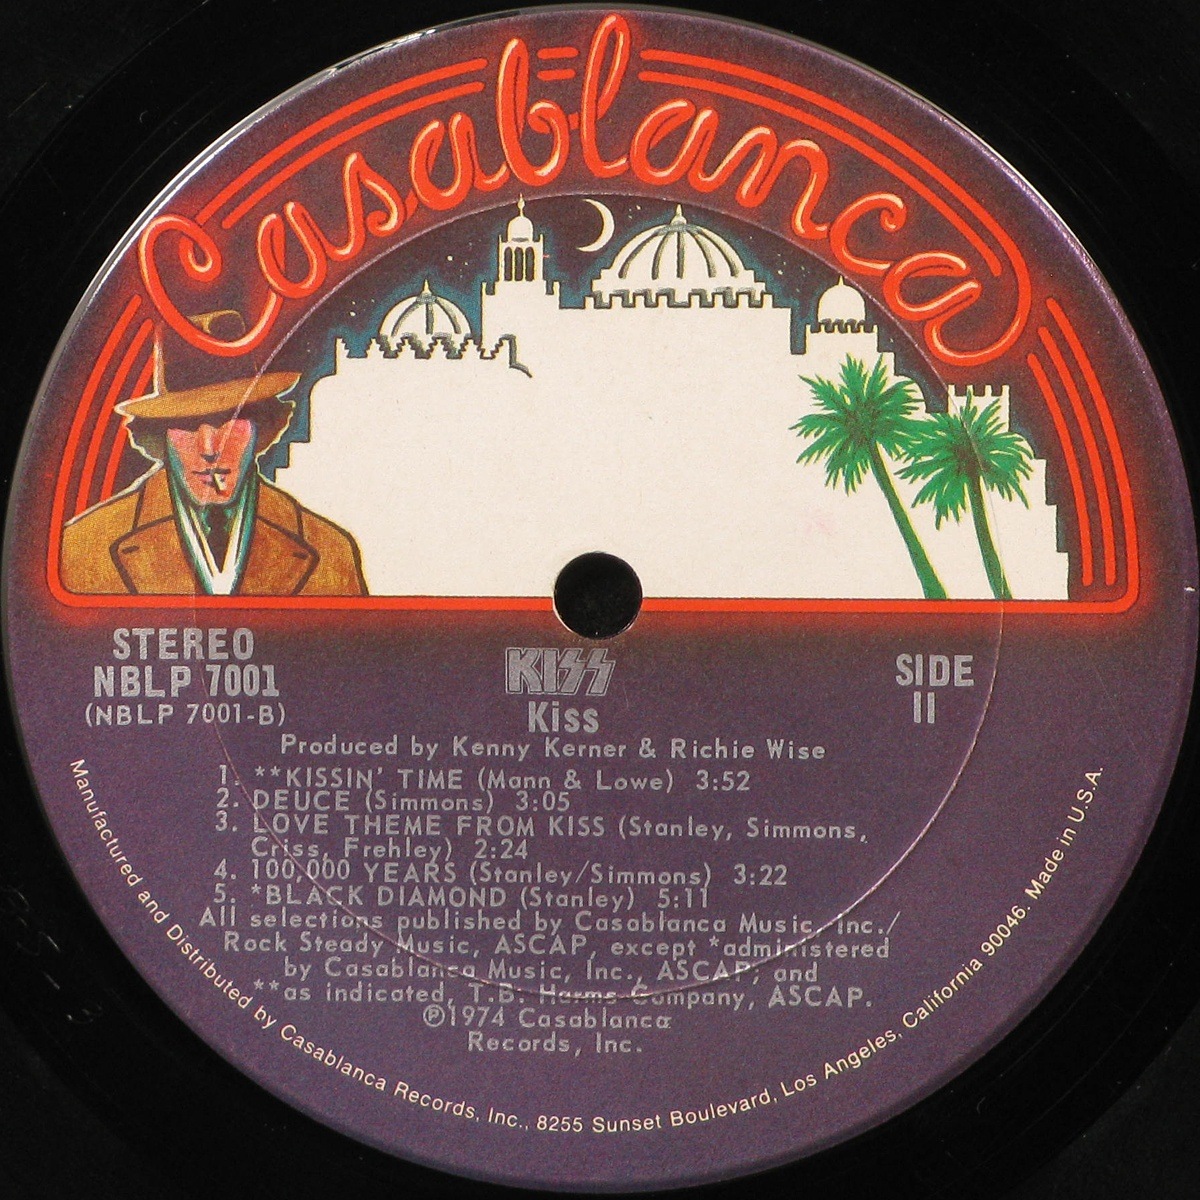 Casablanca
STEREO
NBLP 7001
(NBLP 7001-B)
KISS
Kiss
SIDE
II
Produced by Kenny Kerner & Richie Wise
1. **KISSIN' TIME (Mann & Lowe) 3:52
2. DEUCE (Simmons) 3:05
3. LOVE THEME FROM KISS (Stanley, Simmons,
Criss, Frehley) 2:24
4. 100,000 YEARS (Stanley/Simmons) 3:22
5. *BLACK DIAMOND (Stanley) 5:11
All selections published by Casablanca Music, Inc./
Rock Steady Music, ASCAP, except *administered
by Casablanca Music, Inc., ASCAP; and
**as indicated, T.B. Harms Company, ASCAP.
℗1974 Casablanca
Records, Inc.
Manufactured and Distributed by Casablanca Records, Inc., 8255 Sunset Boulevard, Los Angeles, California 90046. Made in U.S.A.